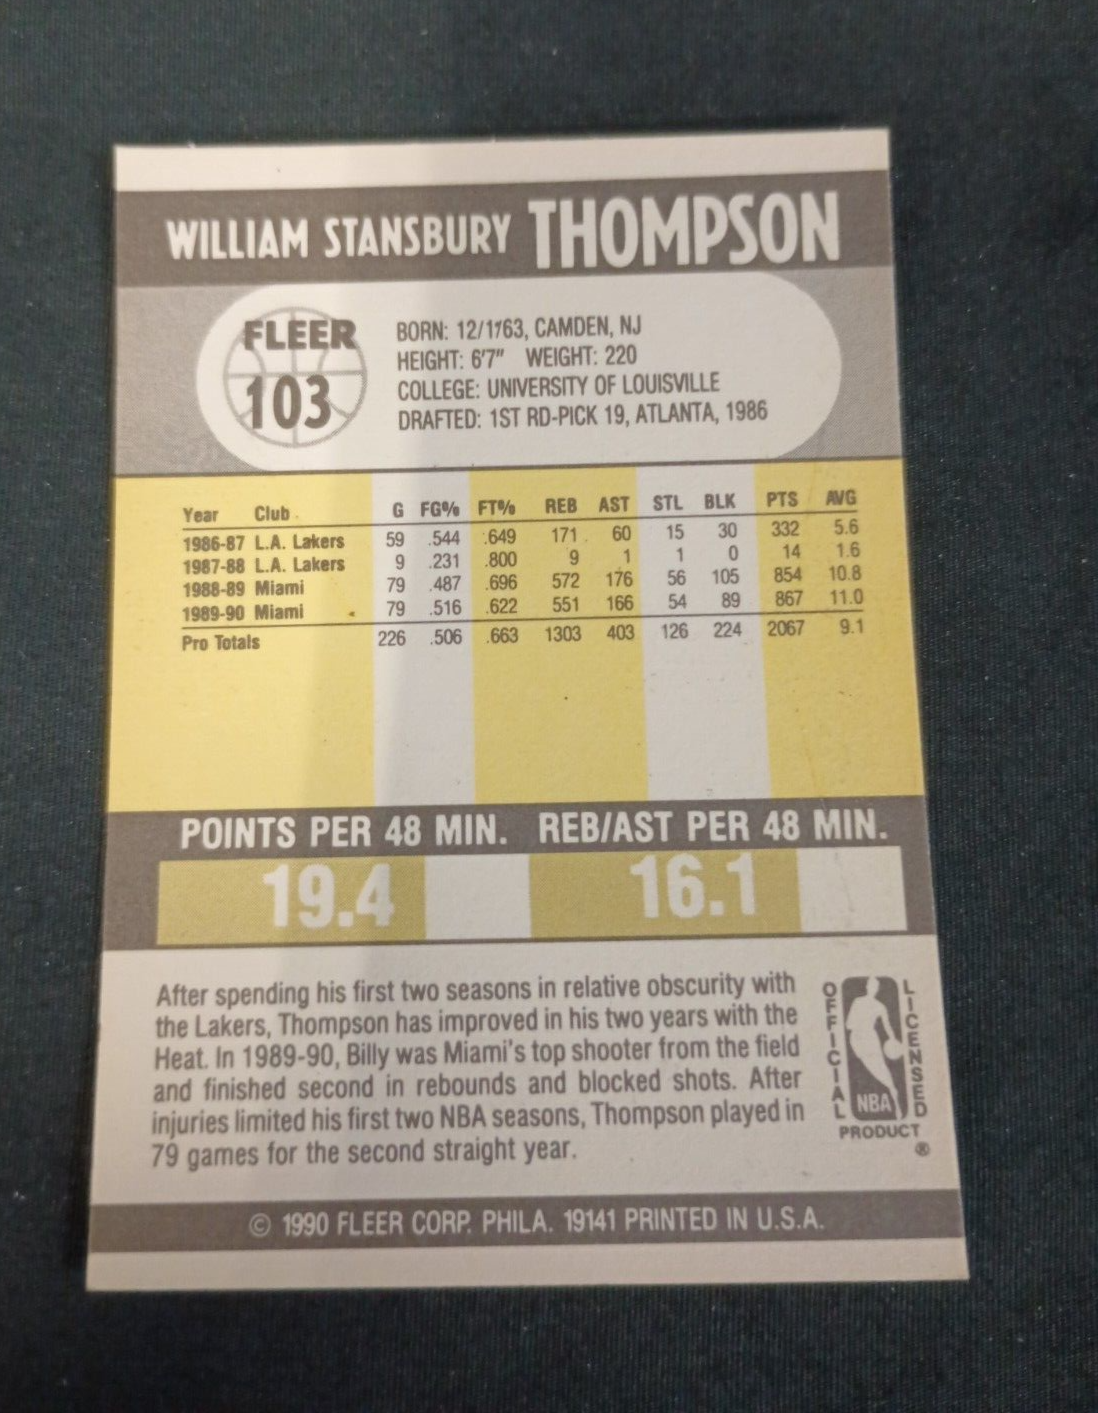 WILLIAM STANSBURY THOMPSON
FLEER
103
BORN: 12/1/63, CAMDEN, NJ
HEIGHT: 6'7" WEIGHT: 220
COLLEGE: UNIVERSITY OF LOUISVILLE
DRAFTED: 1ST RD-PICK 19, ATLANTA, 1986
Year Club G FG% FT% REB AST STL BLK PTS AVG
1986-87 L.A. Lakers 59 .544 .649 171 60 15 30 332 5.6
1987-88 L.A. Lakers 9 .231 .800 9 1 1 0 14 1.6
1988-89 Miami 79 .487 .696 572 176 56 105 854 10.8
1989-90 Miami 79 .516 .622 551 166 54 89 867 11.0
Pro Totals 226 .506 .663 1303 403 126 224 2067 9.1
POINTS PER 48 MIN. REB/AST PER 48 MIN.
19.4 16.1
After spending his first two seasons in relative obscurity with
the Lakers, Thompson has improved in his two years with the
Heat. In 1989-90, Billy was Miami's top shooter from the field
and finished second in rebounds and blocked shots. After
injuries limited his first two NBA seasons, Thompson played in
79 games for the second straight year.
OFFICIAL LICENSED
NBA
PRODUCT
®
© 1990 FLEER CORP. PHILA. 19141 PRINTED IN U.S.A.